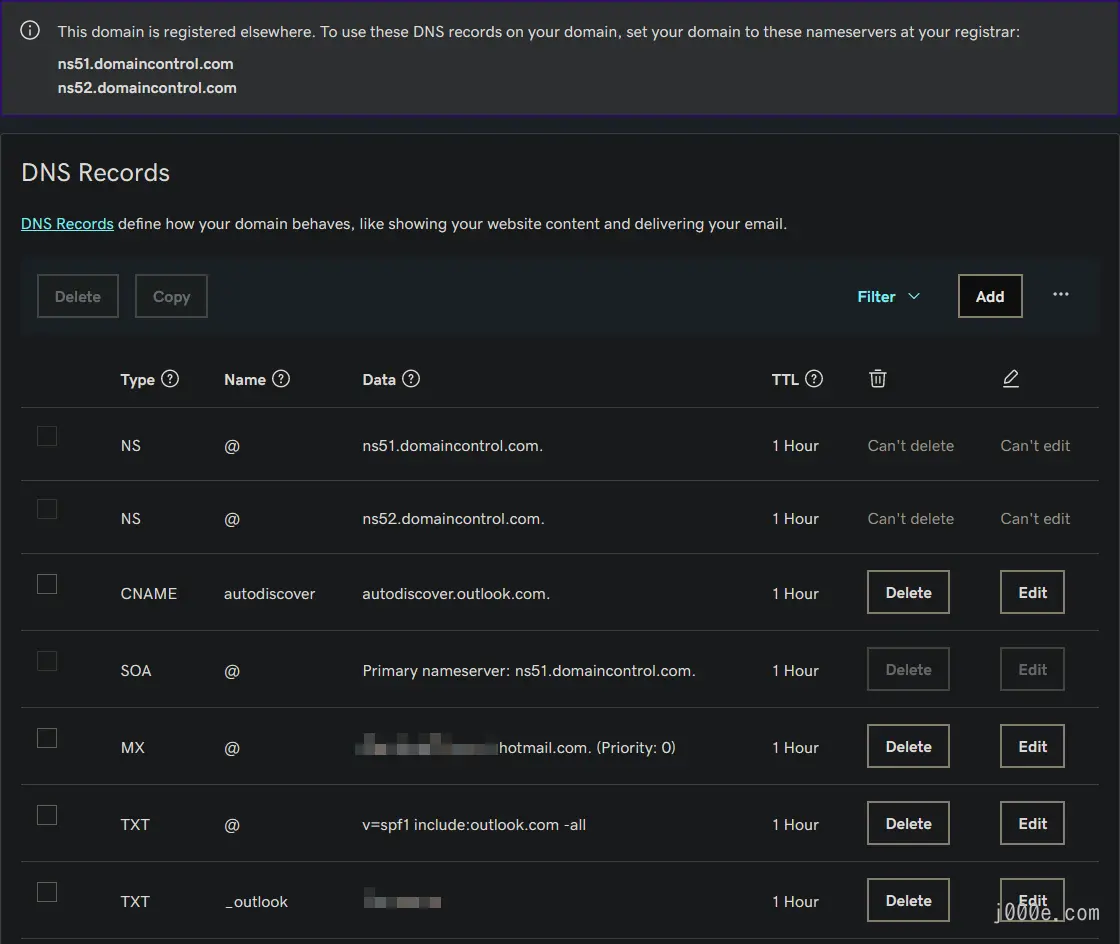 This domain is registered elsewhere. To use these DNS records on your domain, set your domain to these nameservers at your registrar:
ns51.domaincontrol.com
ns52.domaincontrol.com
DNS Records
DNS Records define how your domain behaves, like showing your website content and delivering your email.
Delete Copy Filter Add ...
Type ? Name ? Data ? TTL ?
NS @ ns51.domaincontrol.com. 1 Hour Can't delete Can't edit
NS @ ns52.domaincontrol.com. 1 Hour Can't delete Can't edit
CNAME autodiscover autodiscover.outlook.com. 1 Hour Delete Edit
SOA @ Primary nameserver: ns51.domaincontrol.com. 1 Hour Delete Edit
MX @ hotmail.com. (Priority: 0) 1 Hour Delete Edit
TXT @ v=spf1 include:outlook.com -all 1 Hour Delete Edit
TXT _outlook 1 Hour Delete Edit
j000e.com